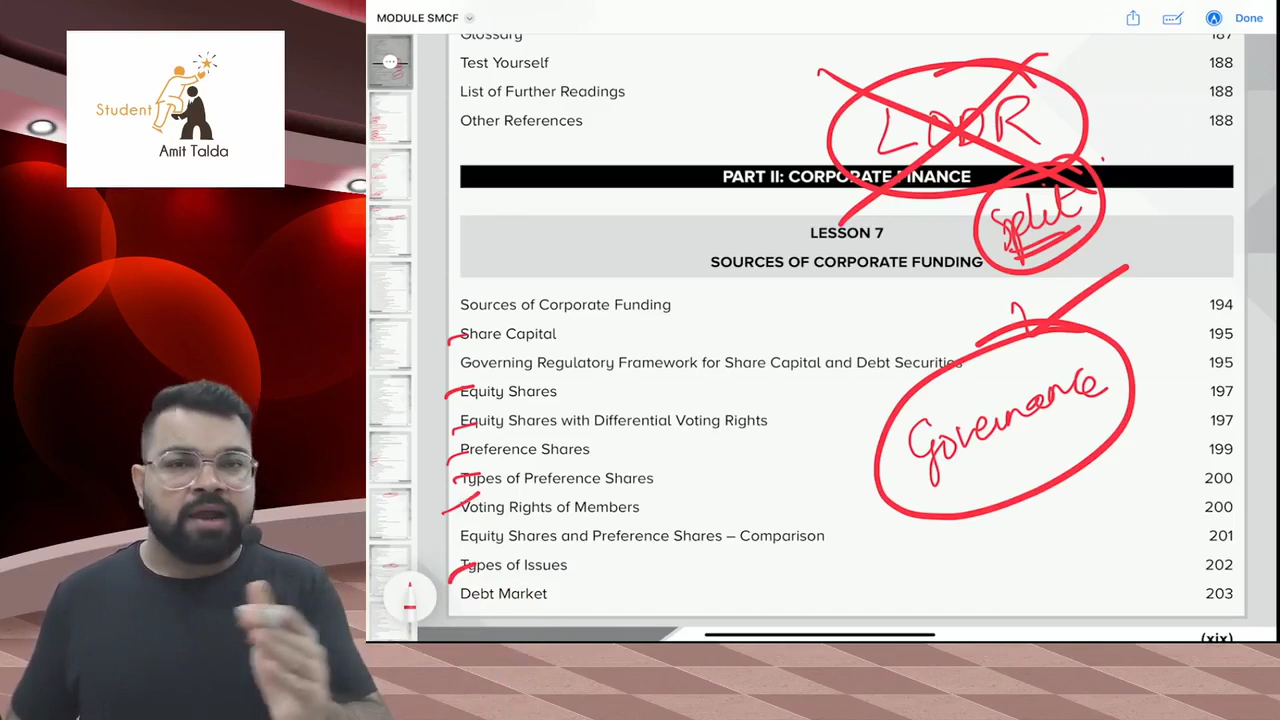 MODULE SMCF
Done
Student
Amit Talda
Glossary 187
Test Yourself 188
List of Further Readings 188
Other References 188
LODR
PART II: CORPORATE FINANCE
Split
LESSON 7
SOURCES OF CORPORATE FUNDING
Sources of Corporate Funding 194
Share Capital 195
Governing Regulatory Framework for Share Capital and Debt Securities
Equity Shares 197
Equity Shares with Differential Voting Rights 197
Preference Shares
Types of Preference Shares 200
Voting Rights of Members 200
Governance
Equity Shares and Preference Shares – Comparison 201
Types of Issues 202
Debt Market 203
(xix)